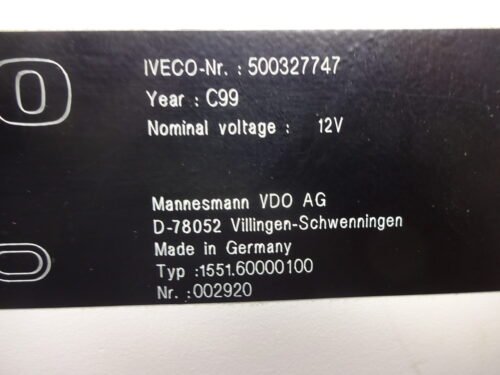 IVECO-Nr. : 500327747
Year : C99
Nominal voltage : 12V
Mannesmann VDO AG
D-78052 Villingen-Schwenningen
Made in Germany
Typ :1551.60000100
Nr. :002920